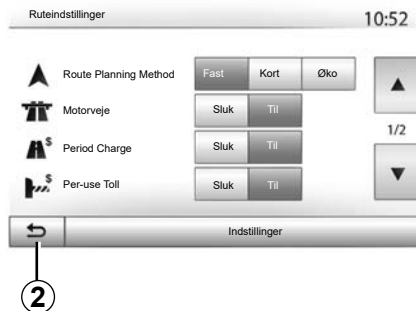 Ruteindstillinger 10:52
Route Planning Method Fast Kort Øko
Motorveje Sluk Til
1/2
Period Charge Sluk Til
Per-use Toll Sluk Til
Indstillinger
2